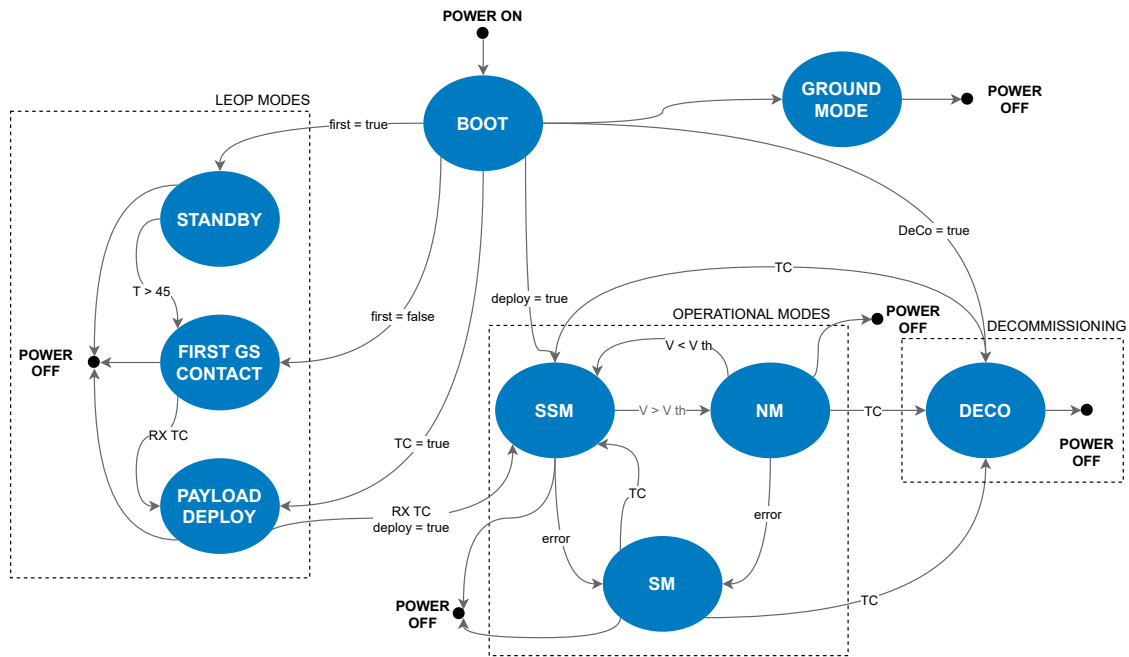 POWER ON
LEOP MODES
GROUND
MODE
POWER
OFF
BOOT
first = true
STANDBY
DeCo = true
TC
T > 45
deploy = true
first = false
OPERATIONAL MODES
POWER
OFF
DECOMMISSIONING
POWER
OFF
FIRST GS
CONTACT
V < V th
SSM
V > V th
NM
TC
DECO
RX TC
TC = true
POWER
OFF
PAYLOAD
DEPLOY
RX TC
deploy = true
TC
error
error
SM
TC
POWER
OFF